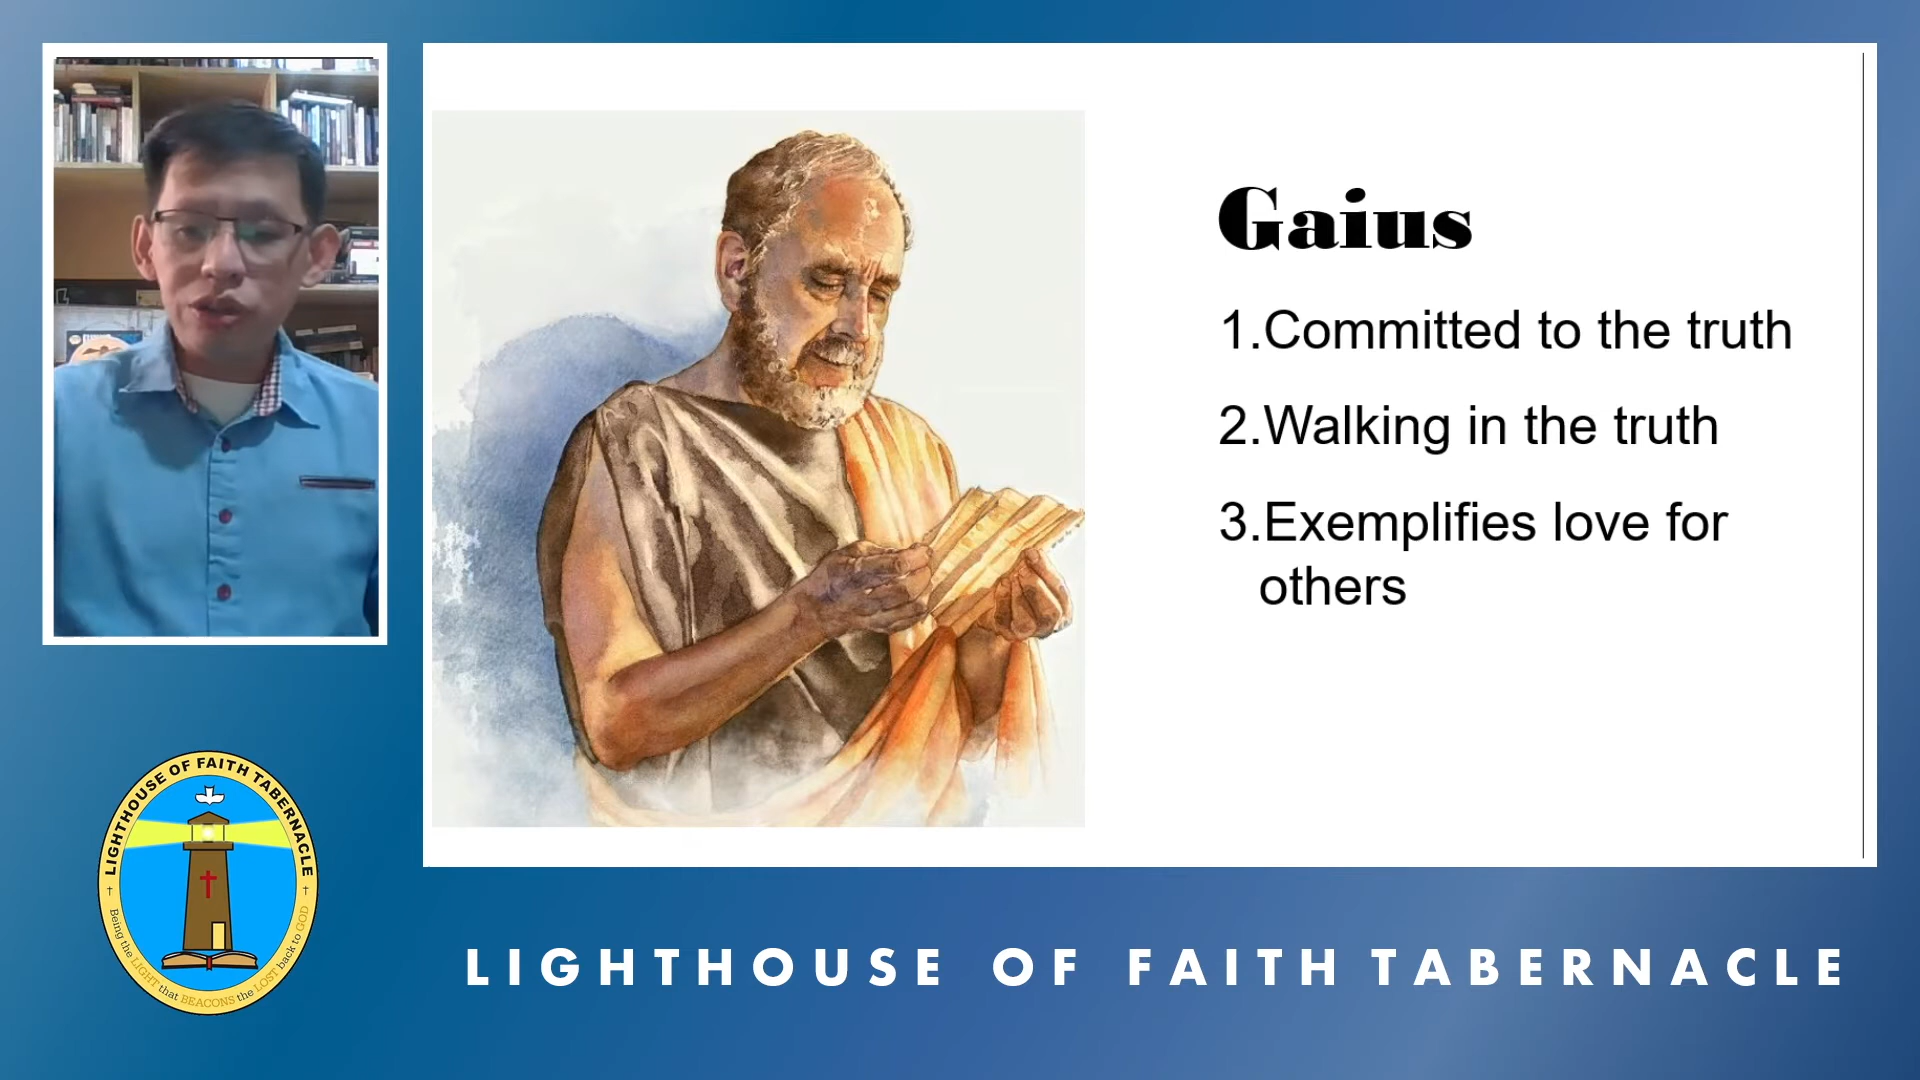 Gaius
1.Committed to the truth
2.Walking in the truth
3.Exemplifies love for
others
LIGHTHOUSE OF FAITH TABERNACLE
Being the LIGHT that BEACONS the LOST back to GOD
LIGHTHOUSE OF FAITH TABERNACLE